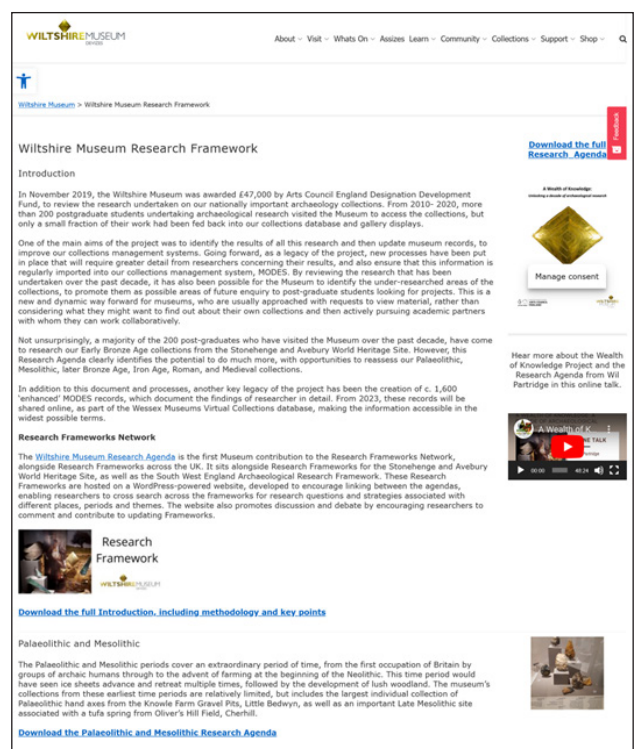 WILTSHIREMUSEUM
DEVIZES
About Visit Whats On Assizes Learn Community Collections Support Shop
Wiltshire Museum > Wiltshire Museum Research Framework
Feedback
Wiltshire Museum Research Framework
Introduction
In November 2019, the Wiltshire Museum was awarded £47,000 by Arts Council England Designation Development
Fund, to review the research undertaken on our nationally important archaeology collections. From 2010- 2020, more
than 200 postgraduate students undertaking archaeological research visited the Museum to access the collections, but
only a small fraction of their work had been fed back into our collections database and gallery displays.
One of the main aims of the project was to identify the results of all this research and then update museum records, to
improve our collections management systems. Going forward, as a legacy of the project, new processes have been put
in place that will require greater detail from researchers concerning their results, and also ensure that this information is
regularly imported into our collections management system, MODES. By reviewing the research that has been
undertaken over the past decade, it has also been possible for the Museum to identify the under-researched areas of the
collections, to promote them as possible areas of future enquiry to post-graduate students looking for projects. This is a
new and dynamic way forward for museums, who are usually approached with requests to view material, rather than
considering what they might want to find out about their own collections and then actively pursuing academic partners
with whom they can work collaboratively.
Not unsurprisingly, a majority of the 200 post-graduates who have visited the Museum over the past decade, have come
to research our Early Bronze Age collections from the Stonehenge and Avebury World Heritage Site. However, this
Research Agenda clearly identifies the potential to do much more, with opportunities to reassess our Palaeolithic,
Mesolithic, later Bronze Age, Iron Age, Roman, and Medieval collections.
In addition to this document and processes, another key legacy of the project has been the creation of c. 1,600
'enhanced' MODES records, which document the findings of researcher in detail. From 2023, these records will be
shared online, as part of the Wessex Museums Virtual Collections database, making the information accessible in the
widest possible terms.
Research Frameworks Network
The Wiltshire Museum Research Agenda is the first Museum contribution to the Research Frameworks Network,
alongside Research Frameworks across the UK. It sits alongside Research Frameworks for the Stonehenge and Avebury
World Heritage Site, as well as the South West England Archaeological Research Framework. These Research
Frameworks are hosted on a WordPress-powered website, developed to encourage linking between the agendas,
enabling researchers to cross search across the frameworks for research questions and strategies associated with
different places, periods and themes. The website also promotes discussion and debate by encouraging researchers to
comment and contribute to updating Frameworks.
Research
Framework
WILTSHIREMUSEUM
Download the full Introduction, including methodology and key points
Palaeolithic and Mesolithic
The Palaeolithic and Mesolithic periods cover an extraordinary period of time, from the first occupation of Britain by
groups of archaic humans through to the advent of farming at the beginning of the Neolithic. This time period would
have seen ice sheets advance and retreat multiple times, followed by the development of lush woodland. The museum's
collections from these earliest time periods are relatively limited, but includes the largest individual collection of
Palaeolithic hand axes from the Knowle Farm Gravel Pits, Little Bedwyn, as well as an important Late Mesolithic site
associated with a tufa spring from Oliver's Hill Field, Cherhill.
Download the Palaeolithic and Mesolithic Research Agenda
Download the full
Research Agenda
A Wealth of Knowledge:
Unlocking a decade of archaeological research
Manage consent
Hear more about the Wealth
of Knowledge Project and the
Research Agenda from Wil
Partridge in this online talk.
A Wealth of K
NE TALK
Partridge
00:00 40:24